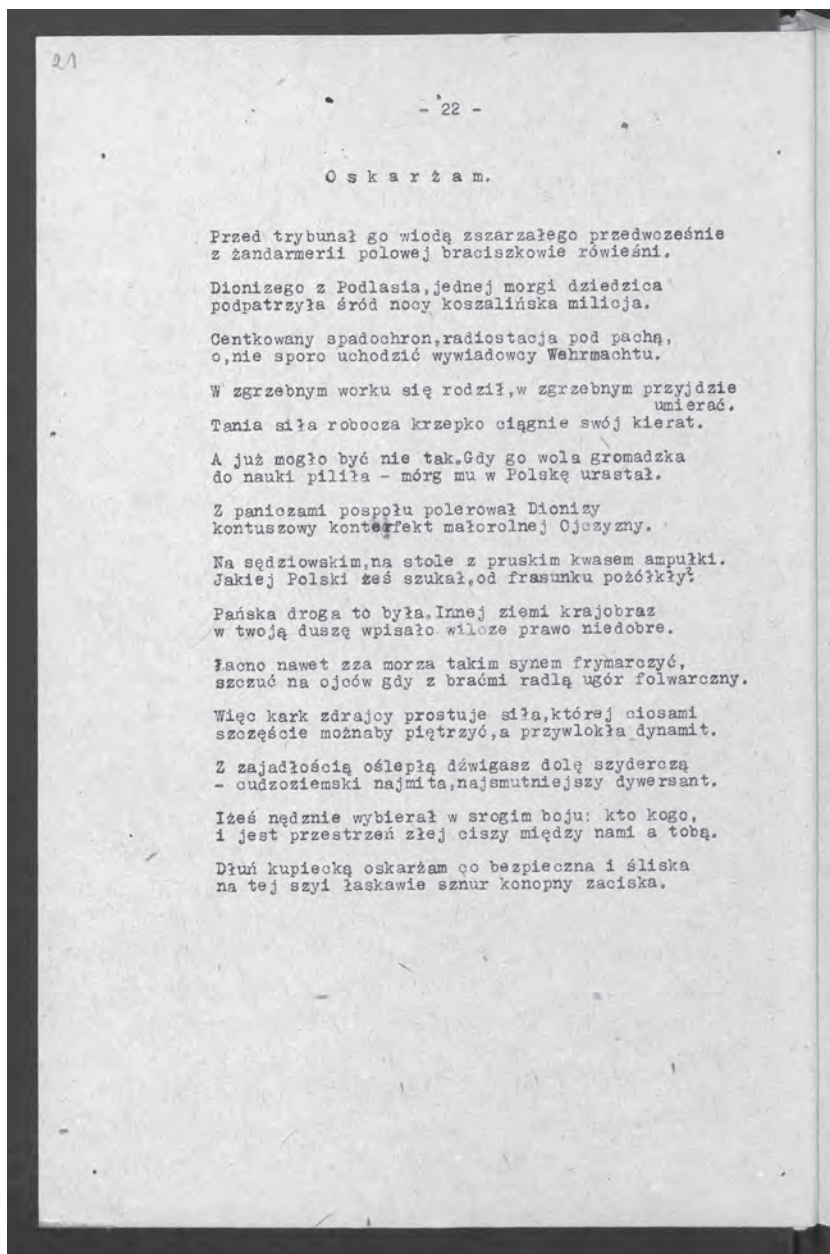 21
- 22 -
O s k a r ż a m.
Przed trybunał go wiodą zszarzałego przedwcześnie
z żandarmerii polowej braciszkowie rówieśni.
Dionizego z Podlasia,jednej morgi dziedzica
podpatrzyła śród nocy koszalińska milicja.
Centkowany spadochron,radiostacja pod pachą,
o,nie sporo uchodzić wywiadowcy Wehrmachtu.
W zgrzebnym worku się rodził,w zgrzebnym przyjdzie
umierać.
Tania siła robocza krzepko ciągnie swój kierat.
A już mogło być nie tak.Gdy go wola gromadzka
do nauki piliła - mórg mu w Polskę urastał.
Z paniczami pospołu polerował Dionizy
kontuszowy konterfekt małorolnej Ojczyzny.
Na sędziowskim,na stole z pruskim kwasem ampułki.
Jakiej Polski żeś szukał,od frasunku pożółkły?
Pańska droga to była.Innej ziemi krajobraz
w twoją duszę wpisało wilcze prawo niedobre.
Łacno nawet zza morza takim synem frymarczyć,
szczuć na ojców gdy z braćmi radlą ugór folwarczny.
Więc kark zdrajcy prostuje siła,której ciosami
szczęście możnaby piętrzyć,a przywlokła dynamit.
Z zajadłością oślepłą dźwigasz dolę szyderczą
- cudzoziemski najmita,najsmutniejszy dywersant.
Iżeś nędznie wybierał w srogim boju: kto kogo,
i jest przestrzeń złej ciszy między nami a tobą.
Dłuń kupiecką oskarżam co bezpieczna i śliska
na tej szyi łaskawie sznur konopny zaciska.